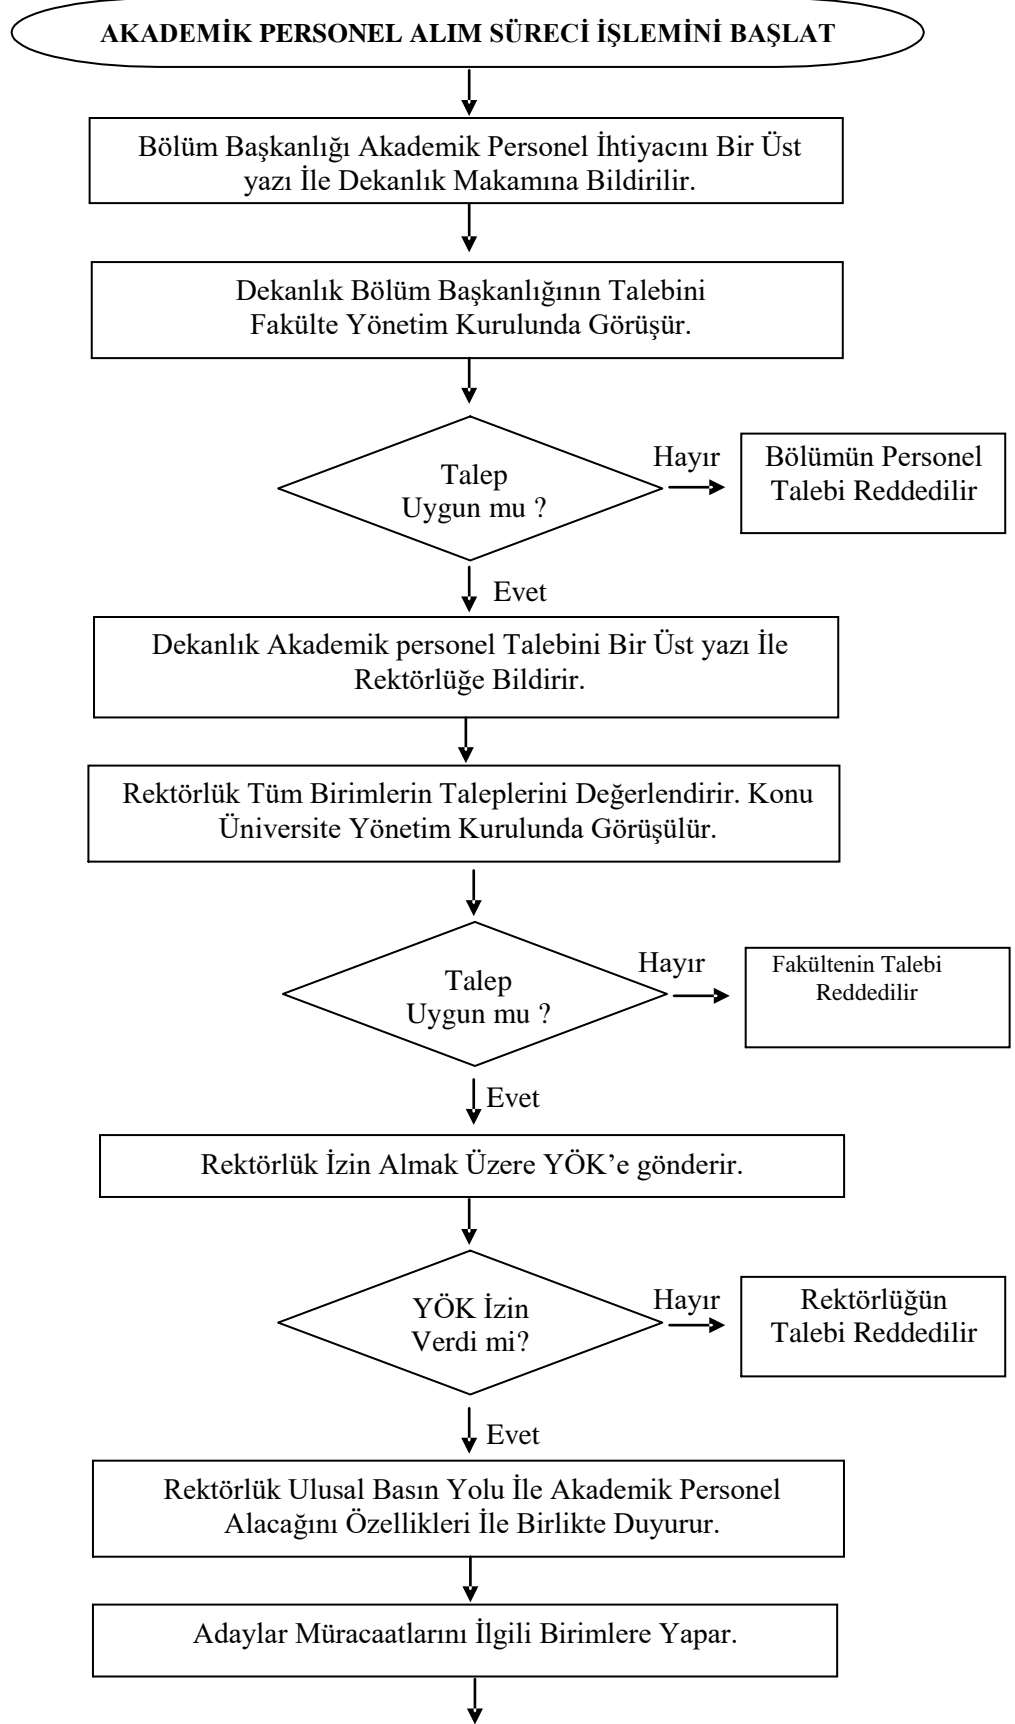 AKADEMİK PERSONEL ALIM SÜRECİ İŞLEMİNİ BAŞLAT
Bölüm Başkanlığı Akademik Personel İhtiyacını Bir Üst
yazı İle Dekanlık Makamına Bildirilir.
Dekanlık Bölüm Başkanlığının Talebini
Fakülte Yönetim Kurulunda Görüşür.
Talep
Uygun mu ?
Hayır
Bölümün Personel
Talebi Reddedilir
Evet
Dekanlık Akademik personel Talebini Bir Üst yazı İle
Rektörlüğe Bildirir.
Rektörlük Tüm Birimlerin Taleplerini Değerlendirir. Konu
Üniversite Yönetim Kurulunda Görüşülür.
Talep
Uygun mu ?
Hayır
Fakültenin Talebi
Reddedilir
Evet
Rektörlük İzin Almak Üzere YÖK’e gönderir.
YÖK İzin
Verdi mi?
Hayır
Rektörlüğün
Talebi Reddedilir
Evet
Rektörlük Ulusal Basın Yolu İle Akademik Personel
Alacağını Özellikleri İle Birlikte Duyurur.
Adaylar Müracaatlarını İlgili Birimlere Yapar.